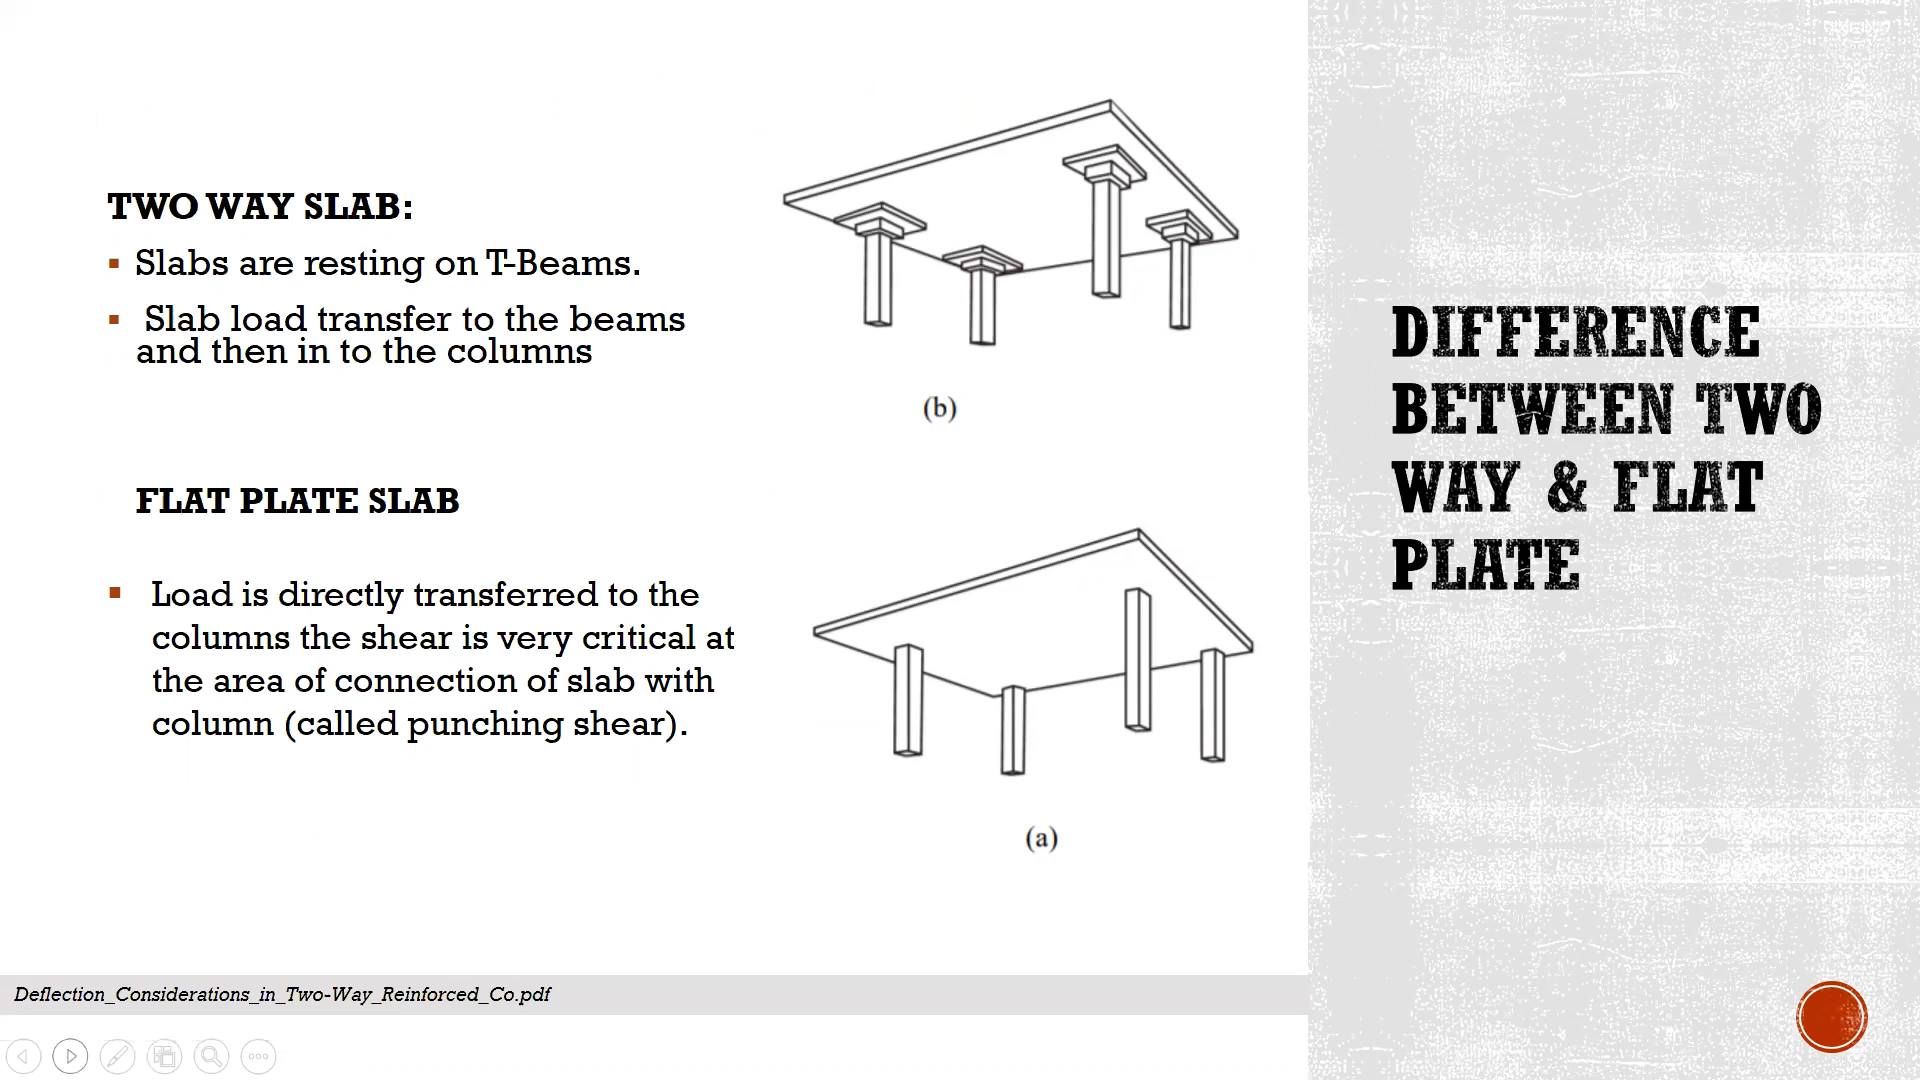 TWO WAY SLAB:
▪ Slabs are resting on T-Beams.
▪ Slab load transfer to the beams
and then in to the columns
(b)
FLAT PLATE SLAB
▪ Load is directly transferred to the
columns the shear is very critical at
the area of connection of slab with
column (called punching shear).
(a)
DIFFERENCE
BETWEEN TWO
WAY & FLAT
PLATE
Deflection_Considerations_in_Two-Way_Reinforced_Co.pdf